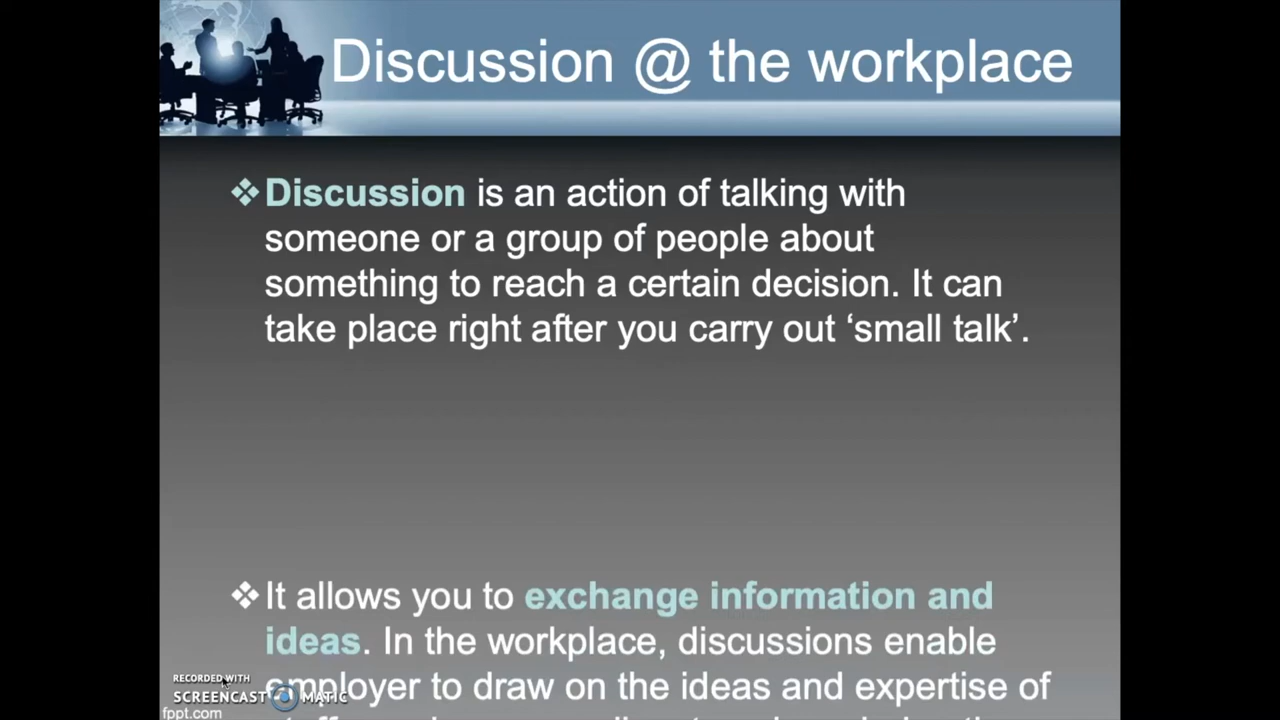 Discussion @ the workplace
❖Discussion is an action of talking with
someone or a group of people about
something to reach a certain decision. It can
take place right after you carry out ‘small talk’.
❖It allows you to exchange information and
ideas. In the workplace, discussions enable
employer to draw on the ideas and expertise of
RECORDED WITH
SCREENCAST MATIC
fppt.com